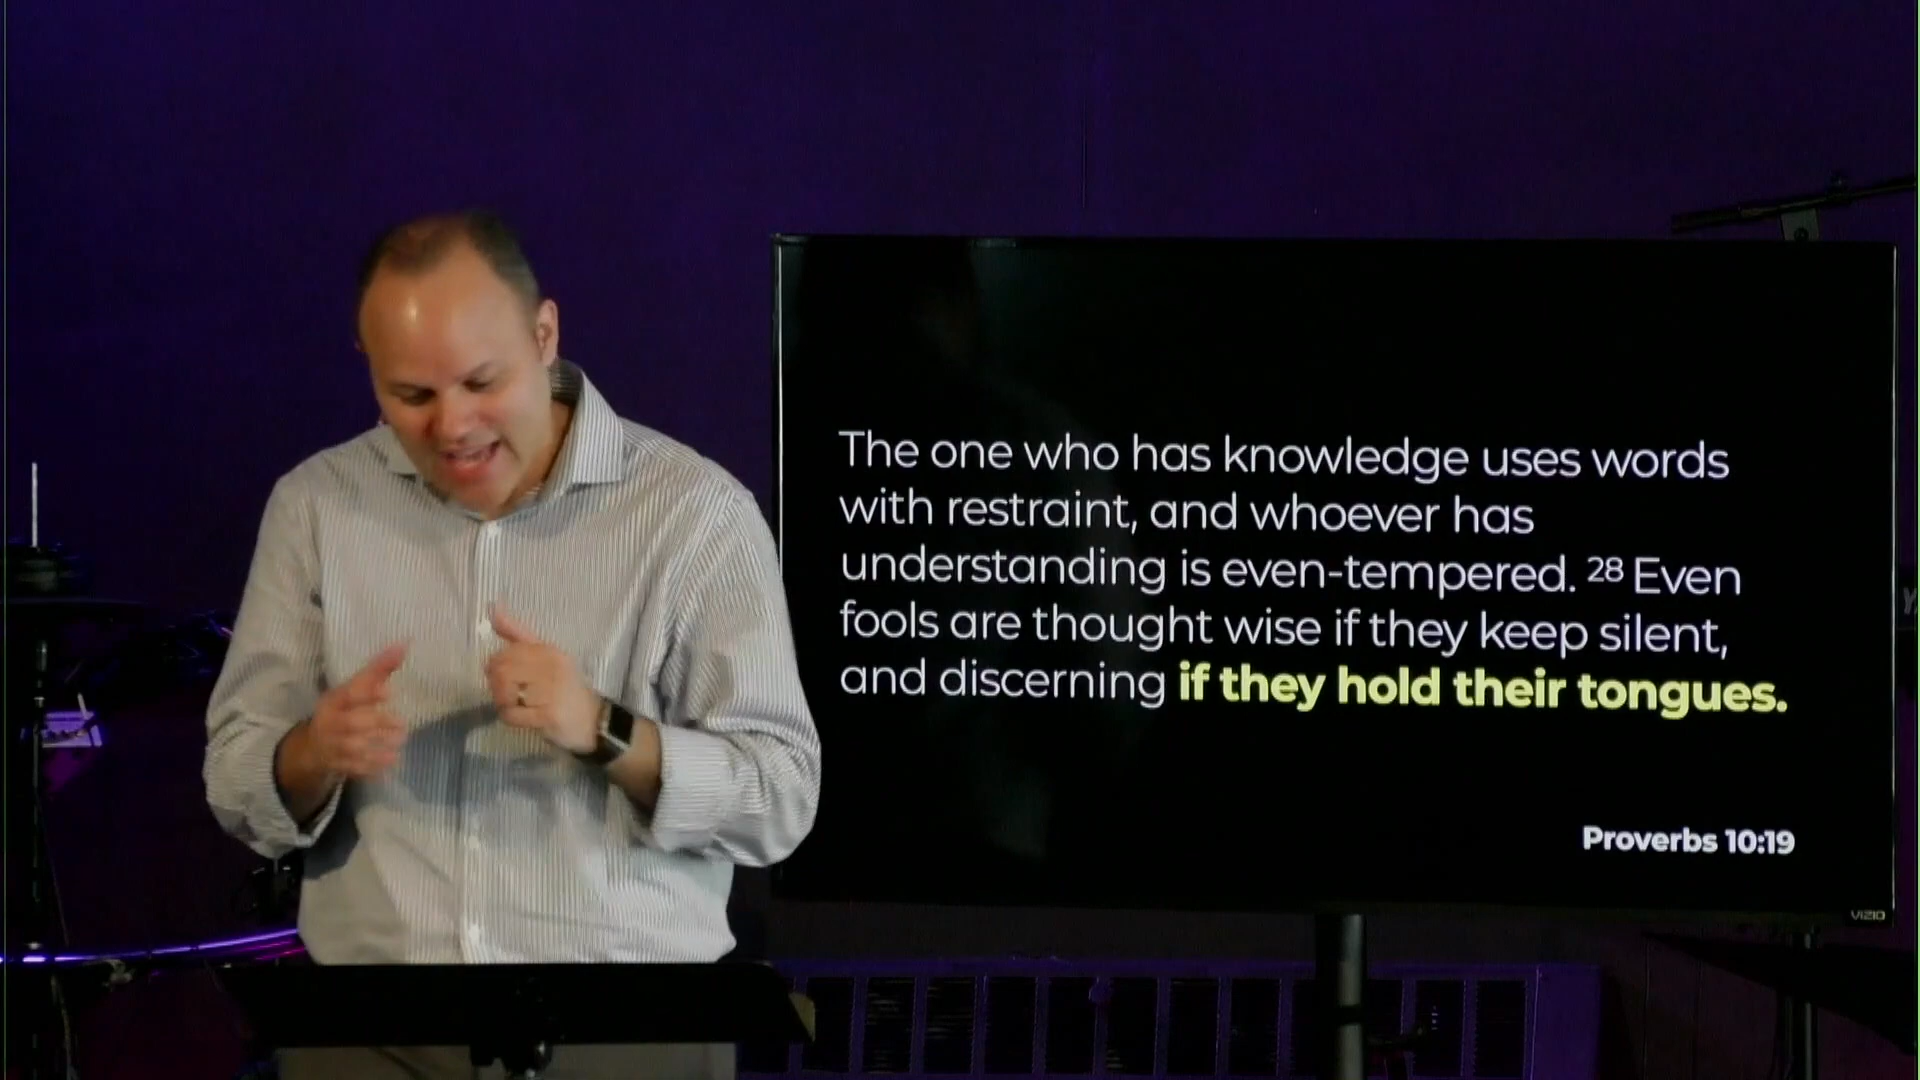 The one who has knowledge uses words
with restraint, and whoever has
understanding is even-tempered. 28 Even
fools are thought wise if they keep silent,
and discerning if they hold their tongues.
Proverbs 10:19
VIZIO